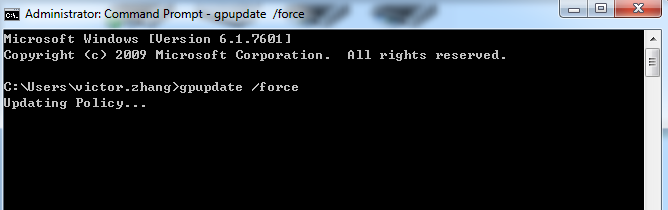 Administrator: Command Prompt - gpupdate  /force
Microsoft Windows [Version 6.1.7601]
Copyright (c) 2009 Microsoft Corporation.  All rights reserved.
C:\Users\victor.zhang>gpupdate /force
Updating Policy...